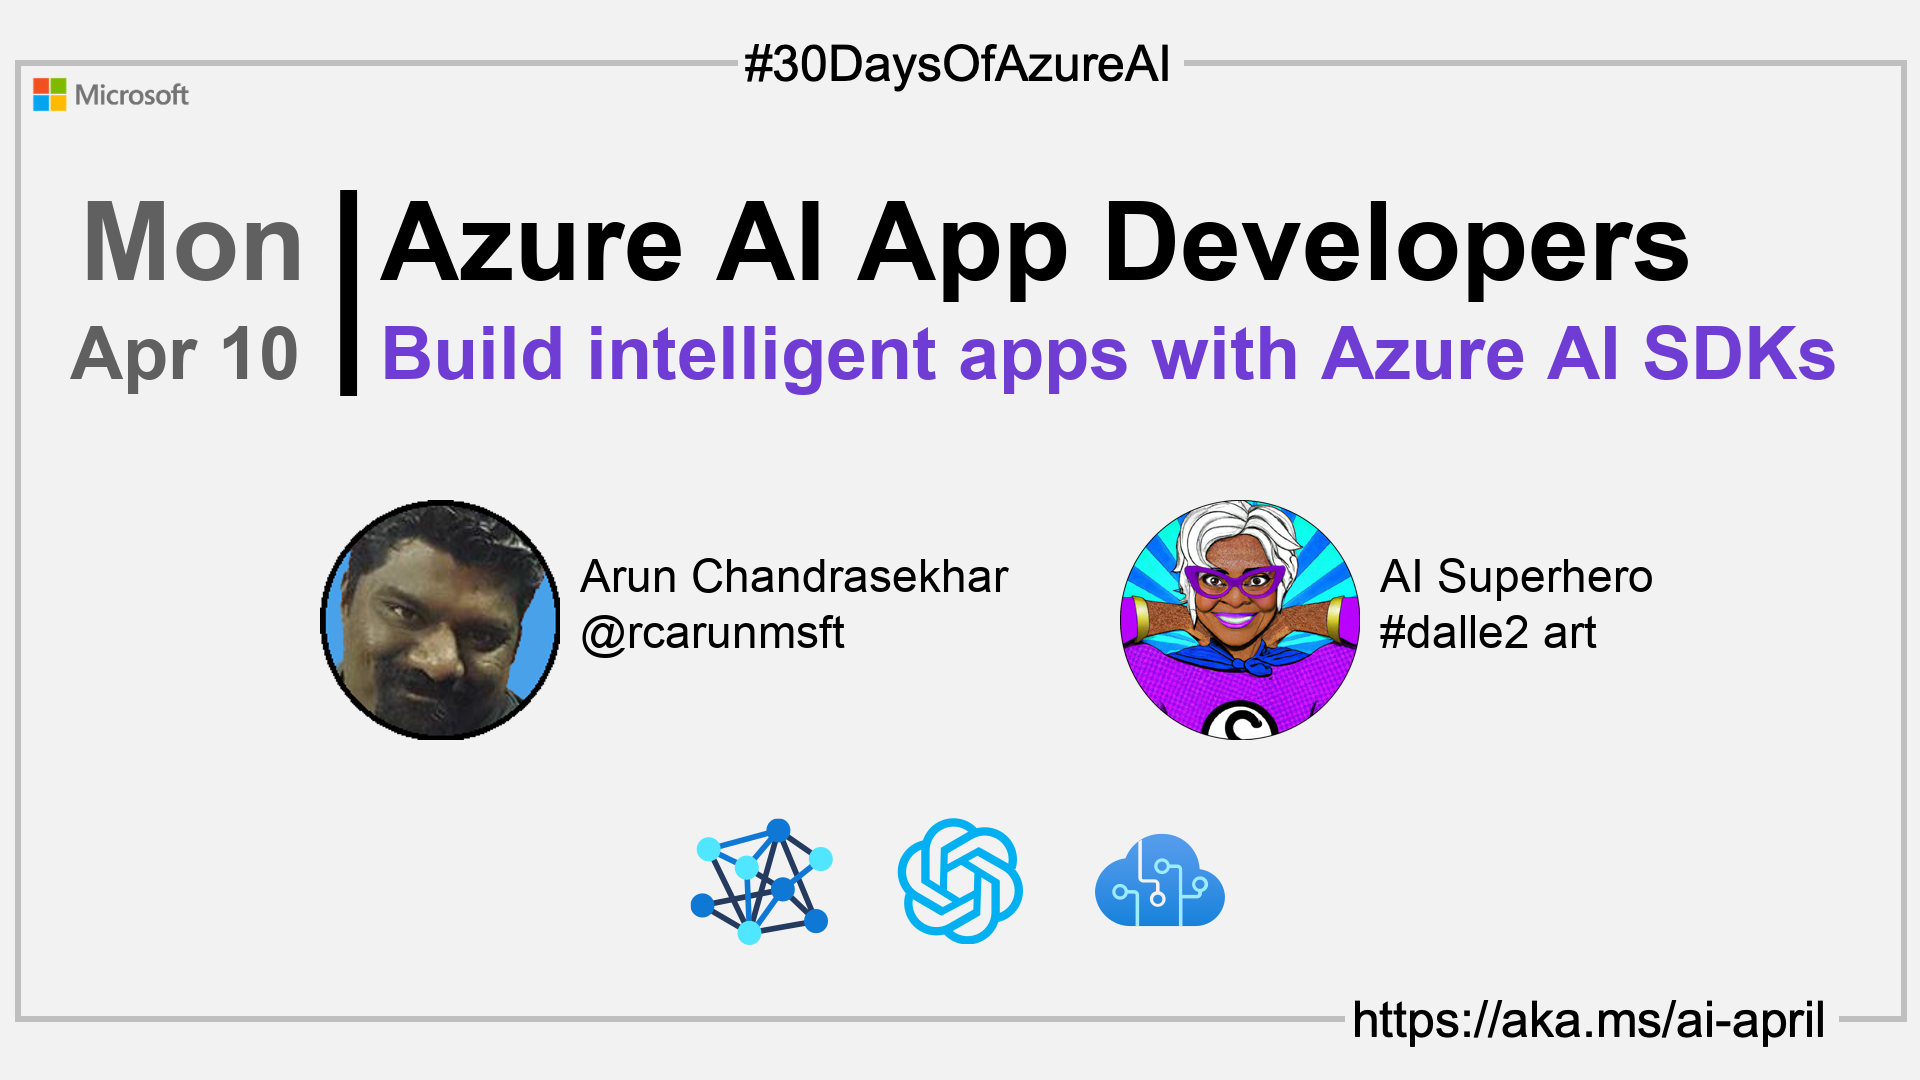 #30DaysOfAzureAI
Microsoft
Mon
Azure AI App Developers
Apr 10
Build intelligent apps with Azure AI SDKs
Arun Chandrasekhar
@rcarunmsft
AI Superhero
#dalle2 art
https://aka.ms/ai-april